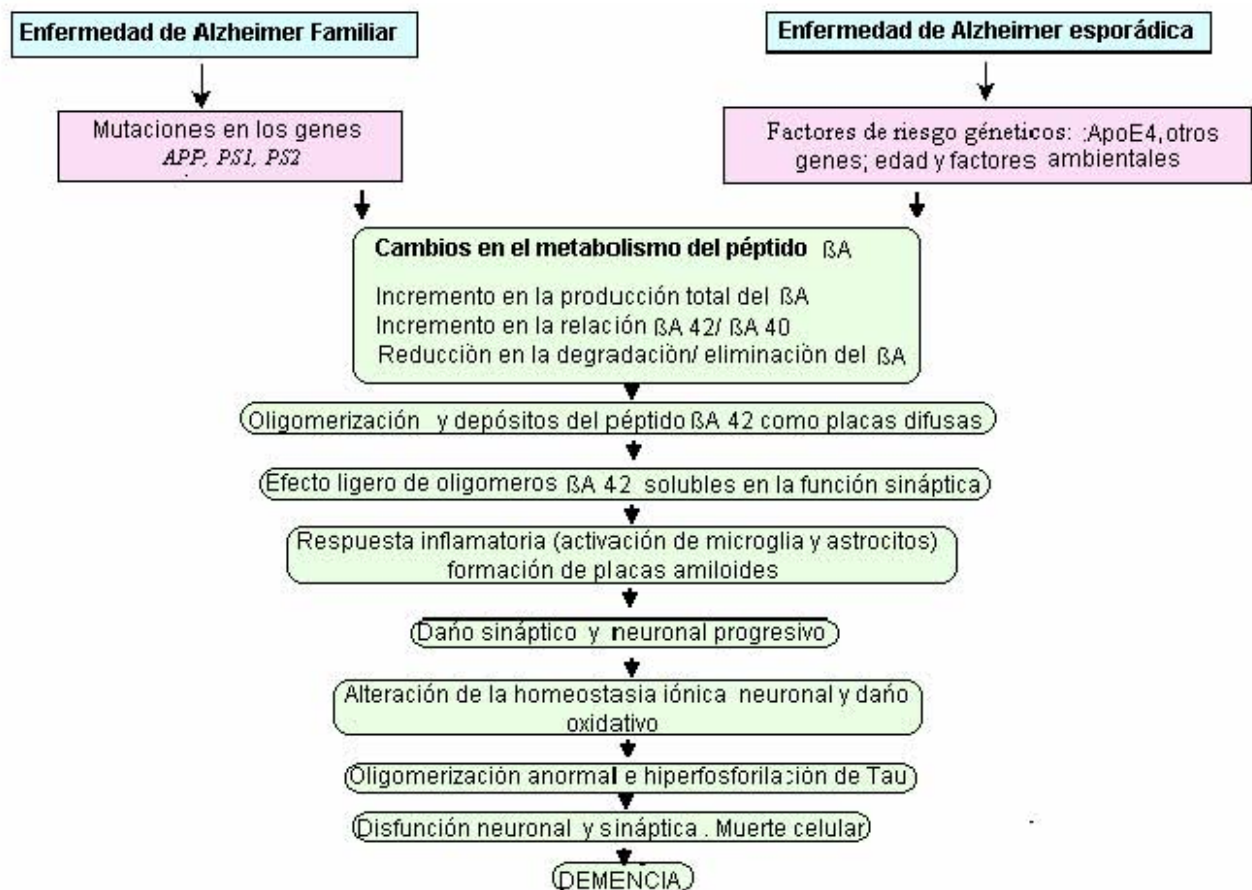 Enfermedad de Alzheimer Familiar
Enfermedad de Alzheimer esporádica
Mutaciones en los genes
APP, PS1, PS2
Factores de riesgo géneticos: :ApoE4, otros
genes; edad y factores ambientales
Cambios en el metabolismo del péptido ßA
Incremento en la producción total del ßA
Incremento en la relación ßA 42/ ßA 40
Reducción en la degradación/ eliminación del ßA
Oligomerización y depósitos del péptido ßA 42 como placas difusas
Efecto ligero de oligomeros ßA 42 solubles en la función sináptica
Respuesta inflamatoria (activación de microglia y astrocitos)
formación de placas amiloides
Daño sináptico y neuronal progresivo
Alteración de la homeostasia iónica neuronal y daño
oxidativo
Oligomerización anormal e hiperfosforilación de Tau
Disfunción neuronal y sináptica . Muerte celular
DEMENCIA